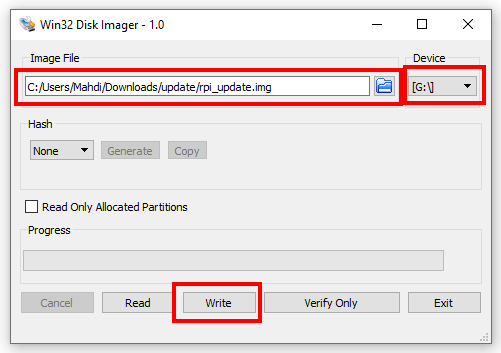 Win32 Disk Imager - 1.0
Image File
Device
C:/Users/Mahdi/Downloads/update/rpi_update.img
[G:\]
Hash
None
Generate
Copy
Read Only Allocated Partitions
Progress
Cancel
Read
Write
Verify Only
Exit